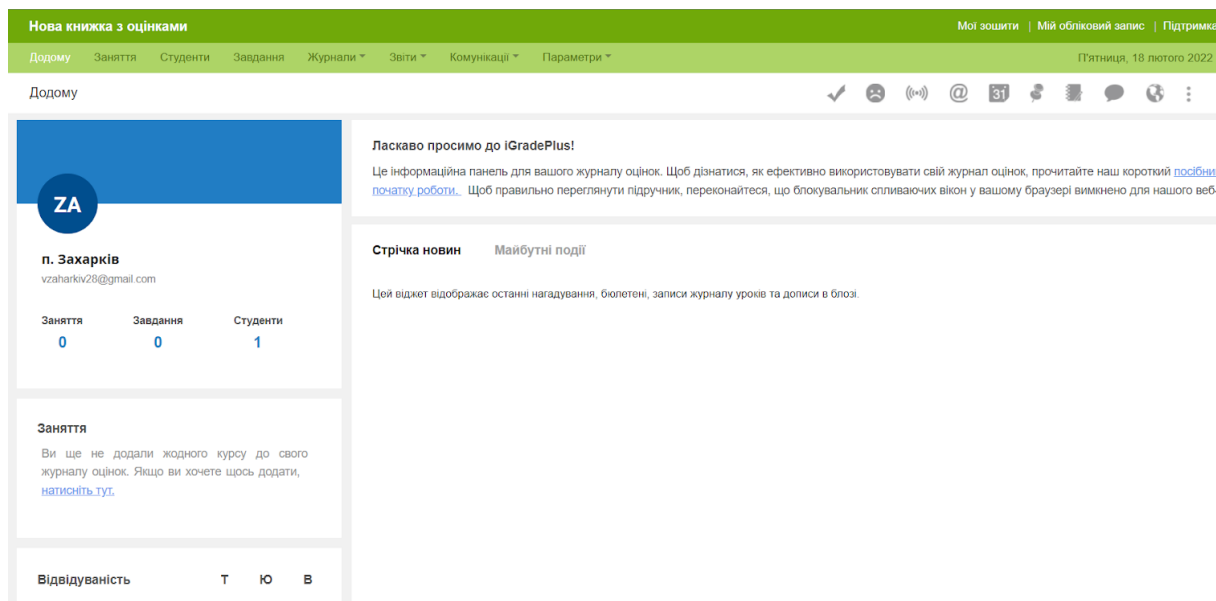 Нова книжка з оцінками
Мої зошити | Мій обліковий запис | Підтримка
Додому Заняття Студенти Завдання Журнали Звіти Комунікації Параметри
П'ятниця, 18 лютого 2022
Додому
31
Ласкаво просимо до iGradePlus!
Це інформаційна панель для вашого журналу оцінок. Щоб дізнатися, як ефективно використовувати свій журнал оцінок, прочитайте наш короткий посібни
початку роботи. Щоб правильно переглянути підручник, переконайтеся, що блокувальник спливаючих вікон у вашому браузері вимкнено для нашого веб-
ZA
п. Захарків
vzaharkiv28@gmail.com
Заняття Завдання Студенти
0 0 1
Стрічка новин Майбутні події
Цей віджет відображає останні нагадування, бюлетені, записи журналу уроків та дописи в блозі.
Заняття
Ви ще не додали жодного курсу до свого
журналу оцінок. Якщо ви хочете щось додати,
натисніть тут.
Відвідуваність Т Ю В